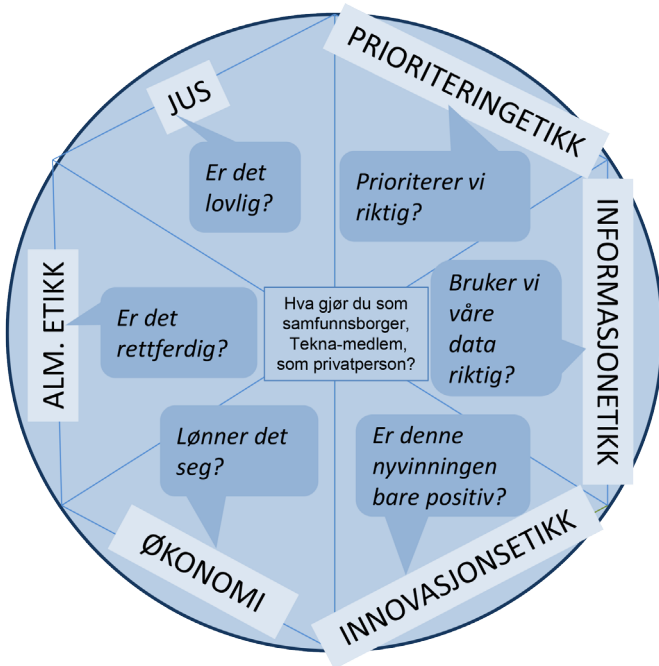 JUS
Er det
lovlig?
PRIORITERINGETIKK
Prioriterer vi
riktig?
INFORMASJONETIKK
Bruker vi
våre
data
riktig?
Hva gjør du som
samfunnsborger,
Tekna-medlem,
som privatperson?
ALM. ETIKK
Er det
rettferdig?
ØKONOMI
Lønner det
seg?
INNOVASJONSETIKK
Er denne
nyvinningen
bare positiv?